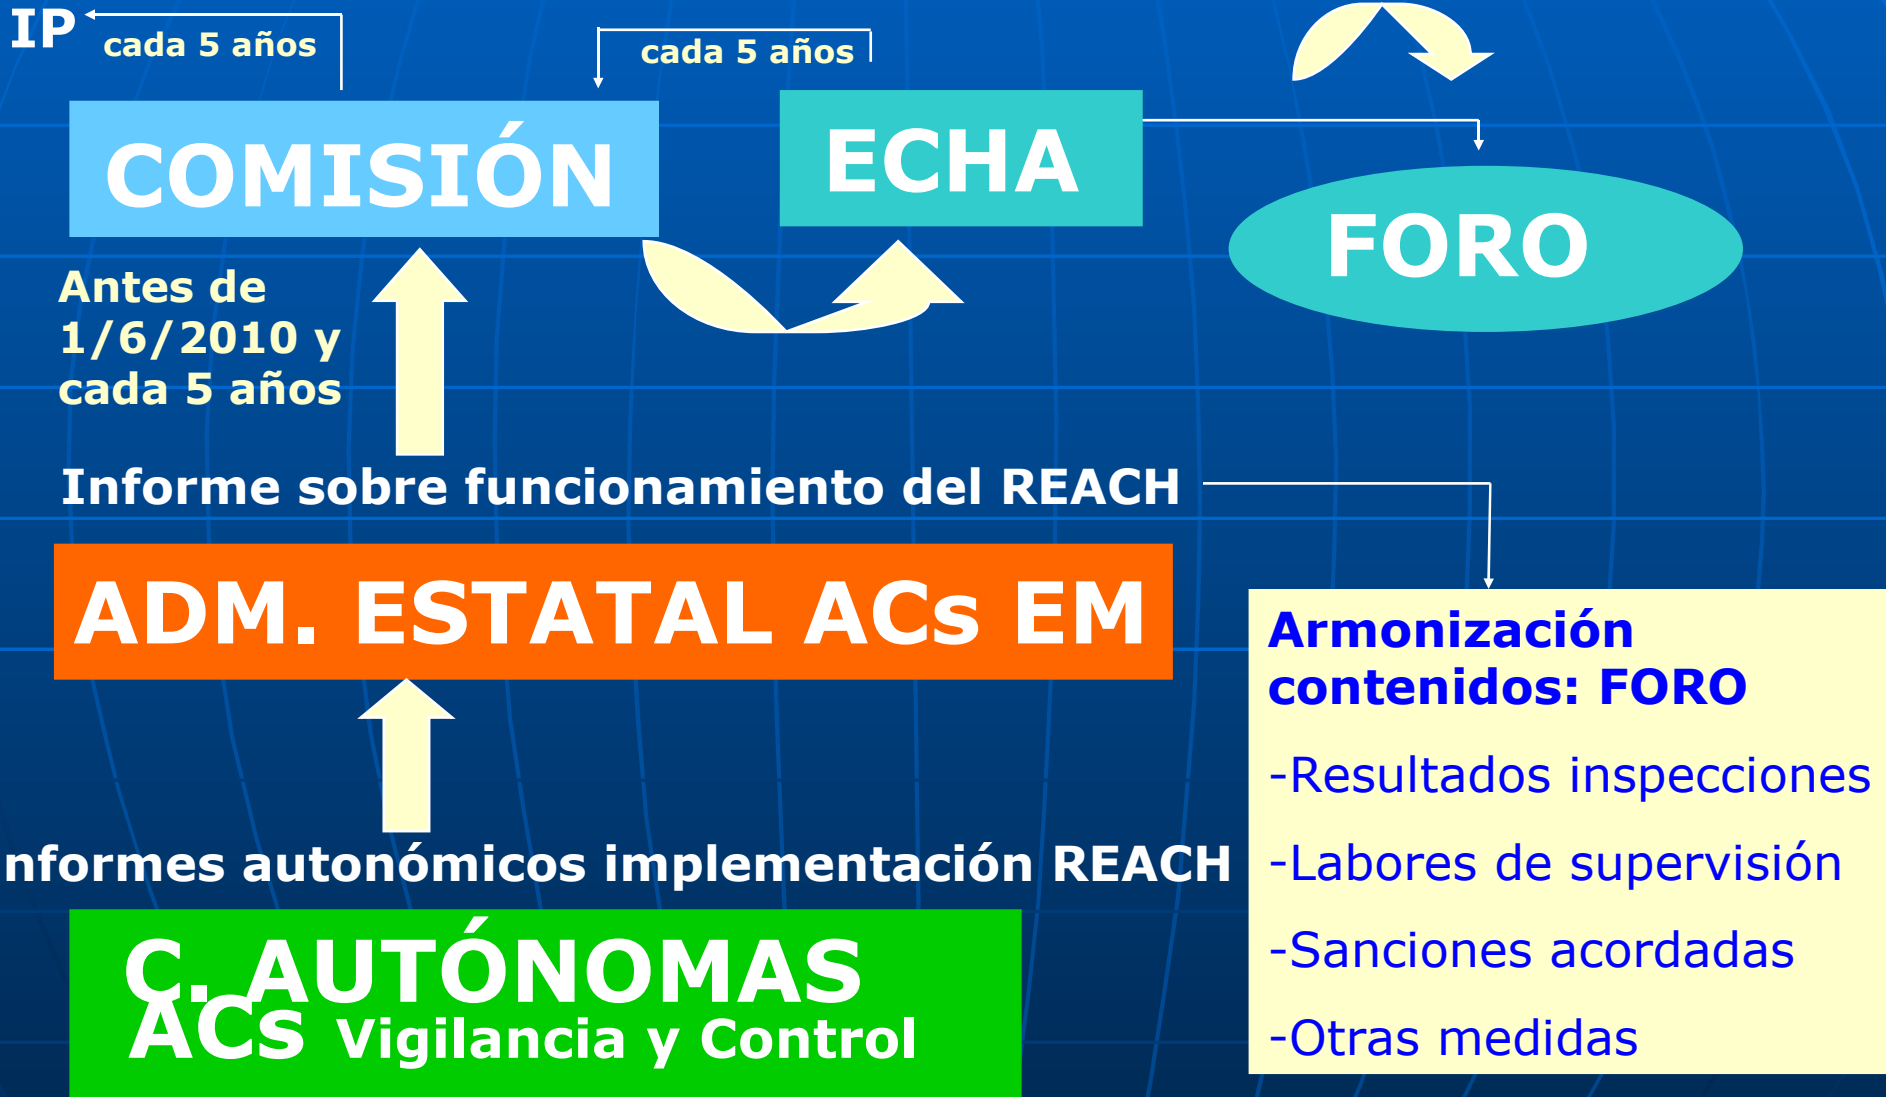 IP
cada 5 años
cada 5 años
COMISIÓN
ECHA
FORO
Antes de
1/6/2010 y
cada 5 años
Informe sobre funcionamiento del REACH
ADM. ESTATAL ACs EM
Armonización
contenidos: FORO
-Resultados inspecciones
-Labores de supervisión
-Sanciones acordadas
-Otras medidas
nformes autonómicos implementación REACH
C. AUTÓNOMAS
ACs Vigilancia y Control